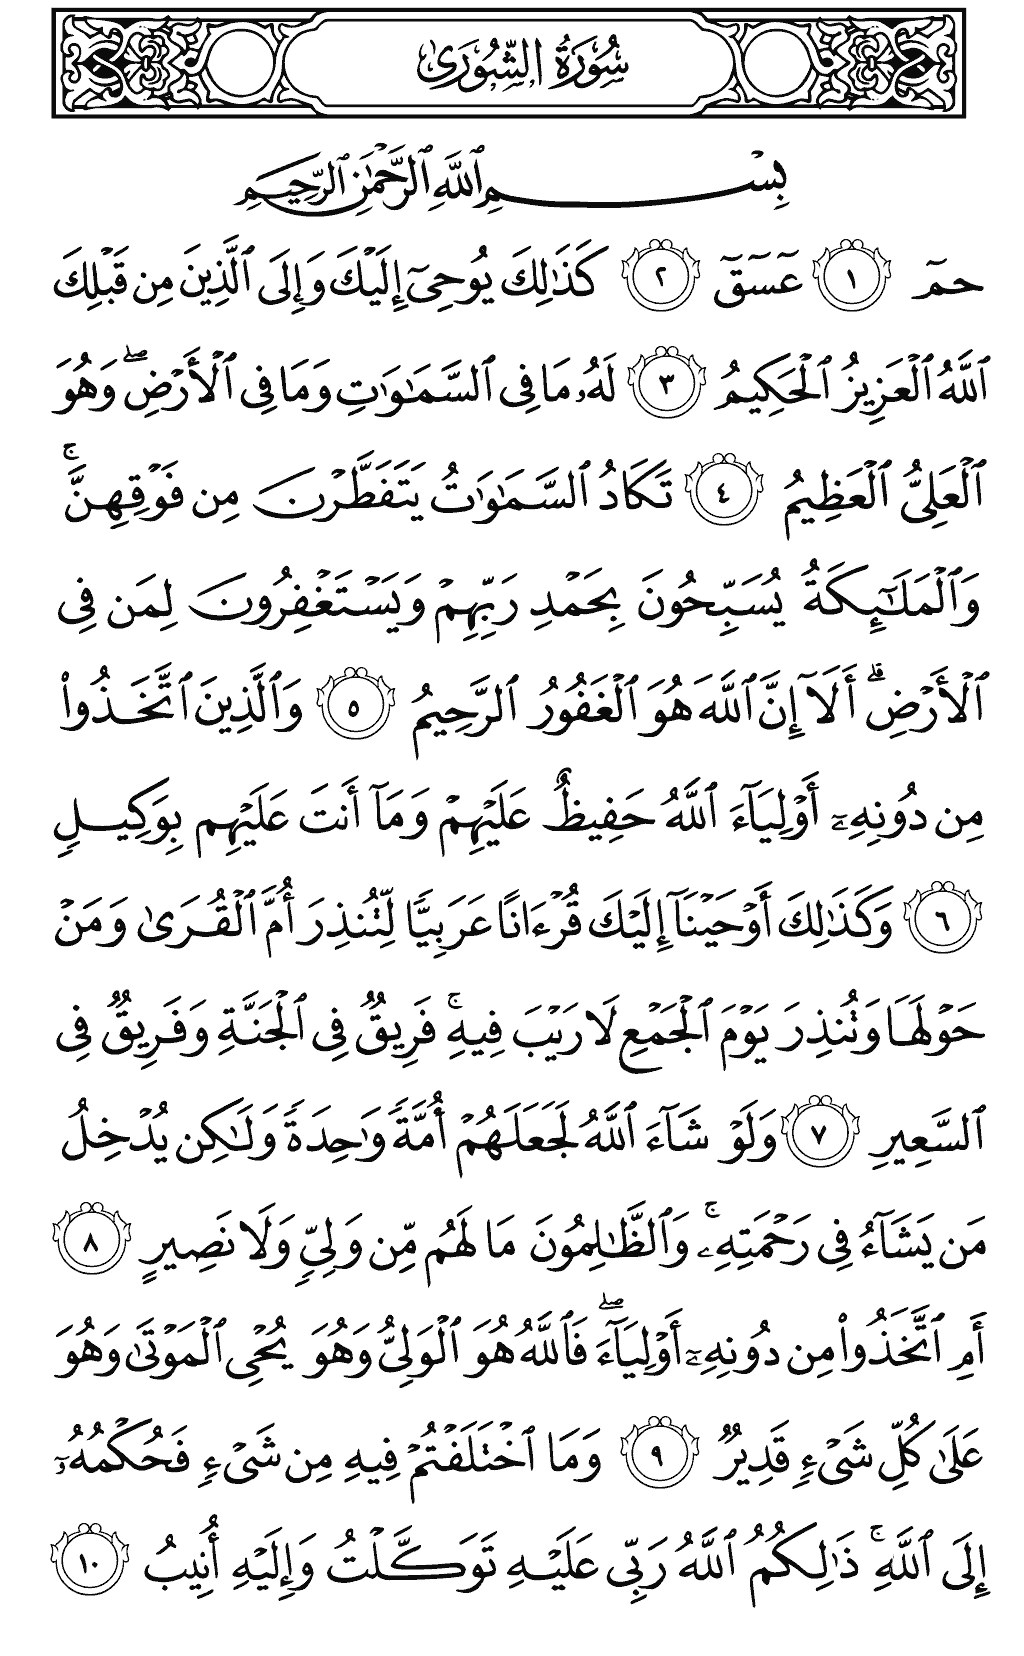 سُورَةُ الشُّورَىٰ
بِسْمِ ٱللَّهِ ٱلرَّحْمَٰنِ ٱلرَّحِيمِ
حمٓ ١ عٓسٓقٓ ٢ كَذَٰلِكَ يُوحِىٓ إِلَيْكَ وَإِلَى ٱلَّذِينَ مِن قَبْلِكَ
ٱللَّهُ ٱلْعَزِيزُ ٱلْحَكِيمُ ٣ لَهُۥ مَا فِى ٱلسَّمَٰوَٰتِ وَمَا فِى ٱلْأَرْضِ ۖ وَهُوَ
ٱلْعَلِىُّ ٱلْعَظِيمُ ٤ تَكَادُ ٱلسَّمَٰوَٰتُ يَتَفَطَّرْنَ مِن فَوْقِهِنَّ ۚ
وَٱلْمَلَٰٓئِكَةُ يُسَبِّحُونَ بِحَمْدِ رَبِّهِمْ وَيَسْتَغْفِرُونَ لِمَن فِى
ٱلْأَرْضِ ۗ أَلَآ إِنَّ ٱللَّهَ هُوَ ٱلْغَفُورُ ٱلرَّحِيمُ ٥ وَٱلَّذِينَ ٱتَّخَذُوا۟
مِن دُونِهِۦٓ أَوْلِيَآءَ ٱللَّهُ حَفِيظٌ عَلَيْهِمْ وَمَآ أَنتَ عَلَيْهِم بِوَكِيلٍ
٦ وَكَذَٰلِكَ أَوْحَيْنَآ إِلَيْكَ قُرْءَانًا عَرَبِيًّا لِّتُنذِرَ أُمَّ ٱلْقُرَىٰ وَمَنْ
حَوْلَهَا وَتُنذِرَ يَوْمَ ٱلْجَمْعِ لَا رَيْبَ فِيهِ ۚ فَرِيقٌ فِى ٱلْجَنَّةِ وَفَرِيقٌ فِى
ٱلسَّعِيرِ ٧ وَلَوْ شَآءَ ٱللَّهُ لَجَعَلَهُمْ أُمَّةً وَٰحِدَةً وَلَٰكِن يُدْخِلُ
مَن يَشَآءُ فِى رَحْمَتِهِۦ ۚ وَٱلظَّٰلِمُونَ مَا لَهُم مِّن وَلِىٍّ وَلَا نَصِيرٍ ٨
أَمِ ٱتَّخَذُوا۟ مِن دُونِهِۦٓ أَوْلِيَآءَ ۖ فَٱللَّهُ هُوَ ٱلْوَلِىُّ وَهُوَ يُحْىِ ٱلْمَوْتَىٰ وَهُوَ
عَلَىٰ كُلِّ شَىْءٍ قَدِيرٌ ٩ وَمَا ٱخْتَلَفْتُمْ فِيهِ مِن شَىْءٍ فَحُكْمُهُۥٓ
إِلَى ٱللَّهِ ۚ ذَٰلِكُمُ ٱللَّهُ رَبِّى عَلَيْهِ تَوَكَّلْتُ وَإِلَيْهِ أُنِيبُ ١٠